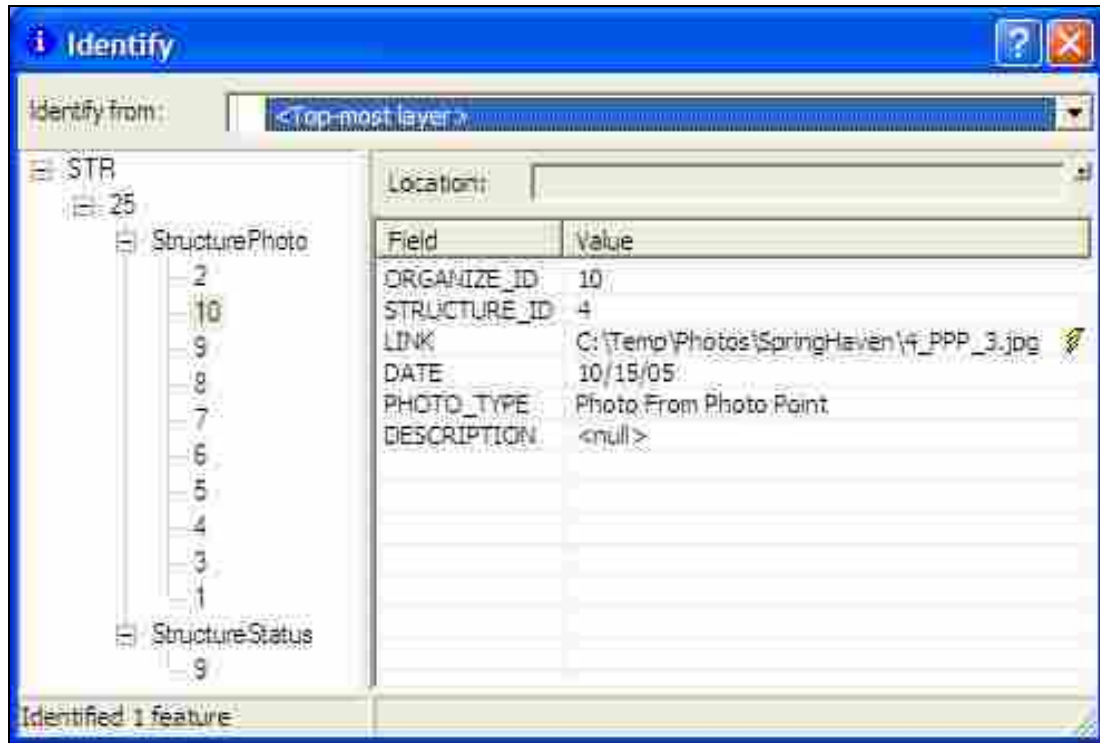 Identify
Identify from: <Top-most layer>
STR
25
StructurePhoto
2
10
9
8
7
6
5
4
3
1
StructureStatus
9
Location:
Field Value
ORGANIZE_ID 10
STRUCTURE_ID 4
LINK C:\Temp\Photos\SpringHaven\4_PPP_3.jpg
DATE 10/15/05
PHOTO_TYPE Photo From Photo Point
DESCRIPTION <null>
Identified 1 feature